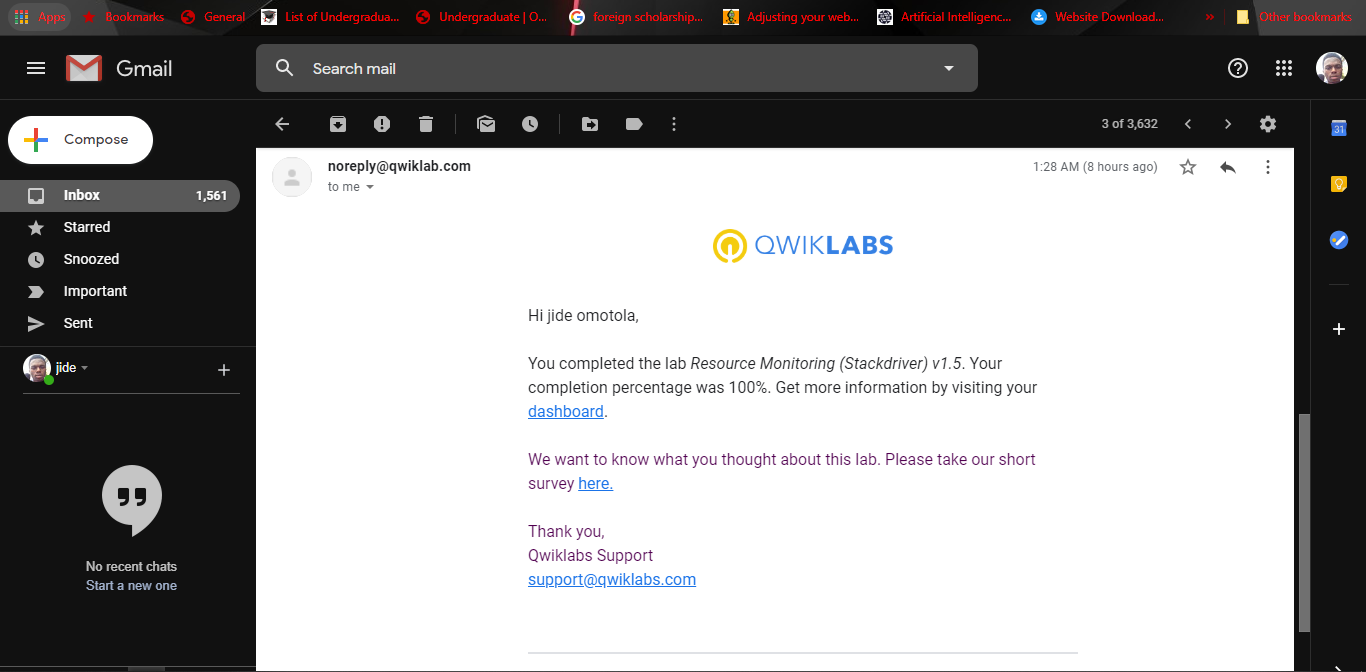 Apps Bookmarks General List of Undergradua... Undergraduate | O... foreign scholarship... Adjusting your web... Artificial Intelligenc... Website Download... » Other bookmarks
Gmail
Search mail
Compose
3 of 3,632
31
Inbox 1,561
Starred
Snoozed
Important
Sent
jide
No recent chats
Start a new one
noreply@qwiklab.com
1:28 AM (8 hours ago)
to me
QWIKLABS
Hi jide omotola,
You completed the lab Resource Monitoring (Stackdriver) v1.5. Your
completion percentage was 100%. Get more information by visiting your
dashboard.
We want to know what you thought about this lab. Please take our short
survey here.
Thank you,
Qwiklabs Support
support@qwiklabs.com